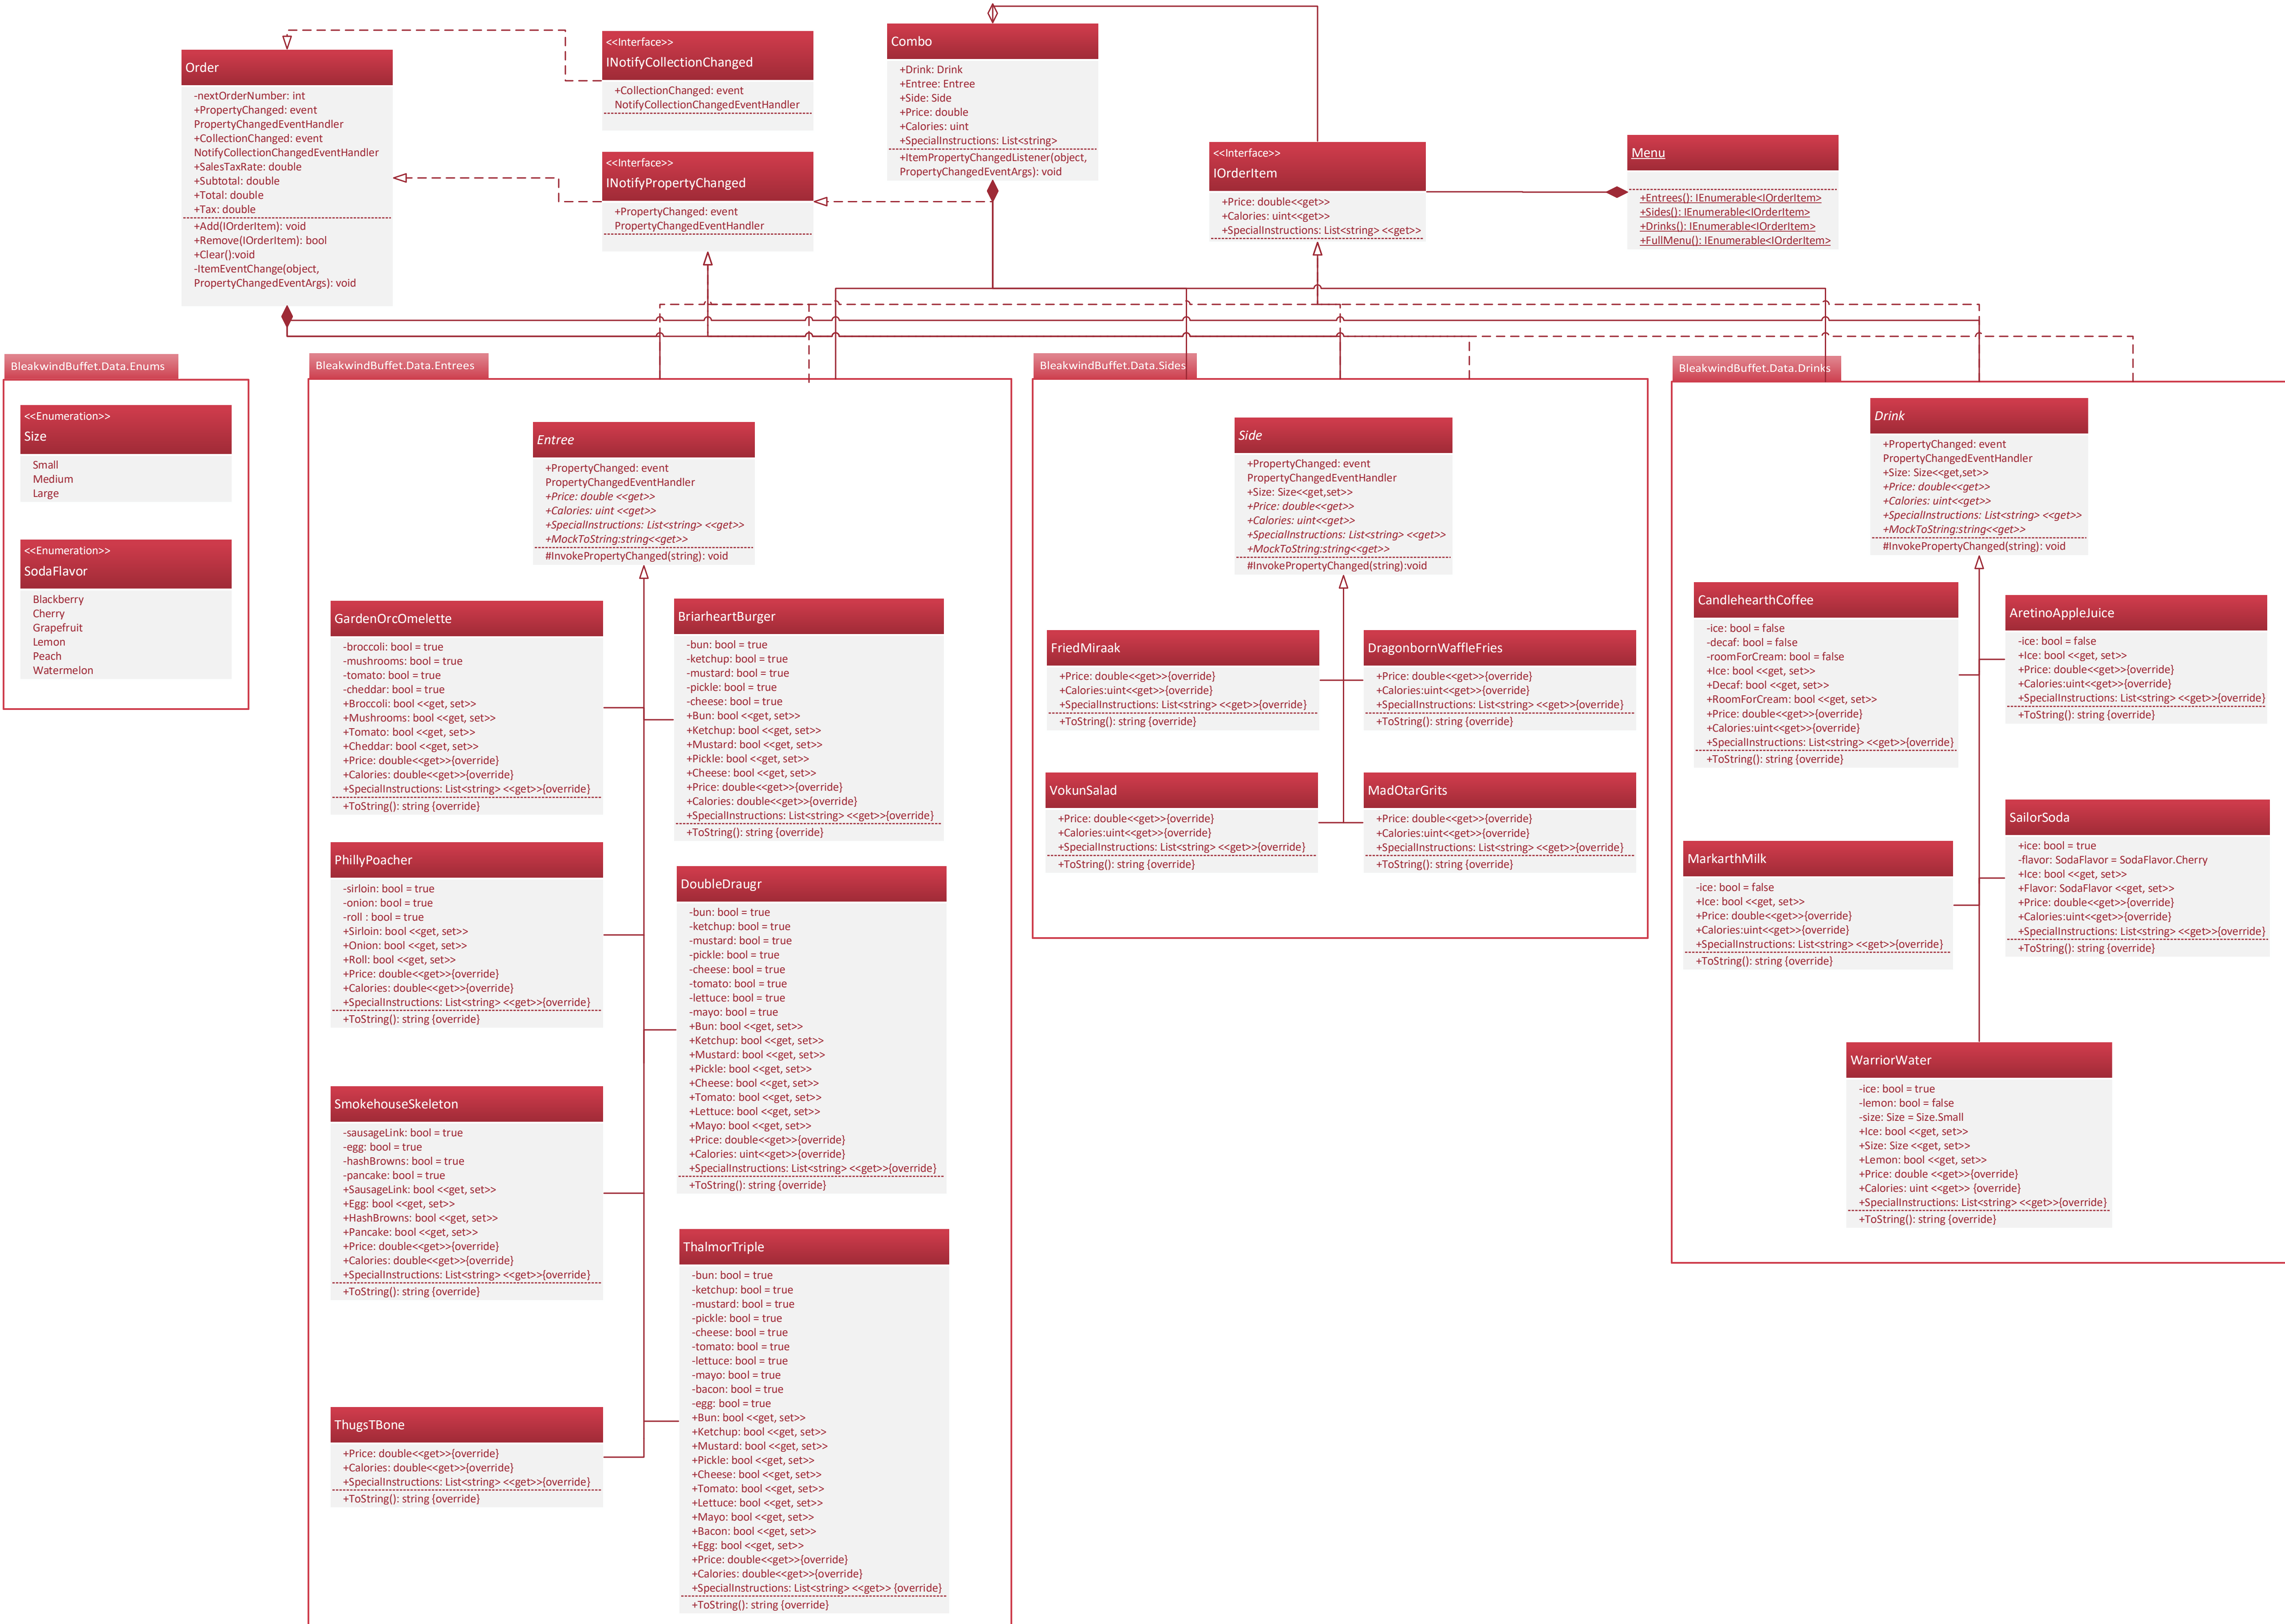 Order
-nextOrderNumber: int
+PropertyChanged: event
PropertyChangedEventHandler
+CollectionChanged: event
NotifyCollectionChangedEventHandler
+SalesTaxRate: double
+Subtotal: double
+Total: double
+Tax: double
+Add(IOrderItem): void
+Remove(IOrderItem): bool
+Clear():void
-ItemEventChange(object,
PropertyChangedEventArgs): void
<<Interface>>
INotifyCollectionChanged
+CollectionChanged: event
NotifyCollectionChangedEventHandler
<<Interface>>
INotifyPropertyChanged
+PropertyChanged: event
PropertyChangedEventHandler
Combo
+Drink: Drink
+Entree: Entree
+Side: Side
+Price: double
+Calories: uint
+SpecialInstructions: List<string>
+ItemPropertyChangedListener(object,
PropertyChangedEventArgs): void
<<Interface>>
IOrderItem
+Price: double<<get>>
+Calories: uint<<get>>
+SpecialInstructions: List<string> <<get>>
Menu
+Entrees(): IEnumerable<IOrderItem>
+Sides(): IEnumerable<IOrderItem>
+Drinks(): IEnumerable<IOrderItem>
+FullMenu(): IEnumerable<IOrderItem>
BleakwindBuffet.Data.Enums
<<Enumeration>>
Size
Small
Medium
Large
<<Enumeration>>
SodaFlavor
Blackberry
Cherry
Grapefruit
Lemon
Peach
Watermelon
BleakwindBuffet.Data.Entrees
Entree
+PropertyChanged: event
PropertyChangedEventHandler
+Price: double <<get>>
+Calories: uint <<get>>
+SpecialInstructions: List<string> <<get>>
+MockToString:string<<get>>
#InvokePropertyChanged(string): void
GardenOrcOmelette
-broccoli: bool = true
-mushrooms: bool = true
-tomato: bool = true
-cheddar: bool = true
+Broccoli: bool <<get, set>>
+Mushrooms: bool <<get, set>>
+Tomato: bool <<get, set>>
+Cheddar: bool <<get, set>>
+Price: double<<get>>{override}
+Calories: double<<get>>{override}
+SpecialInstructions: List<string> <<get>>{override}
+ToString(): string {override}
BriarheartBurger
-bun: bool = true
-ketchup: bool = true
-mustard: bool = true
-pickle: bool = true
-cheese: bool = true
+Bun: bool <<get, set>>
+Ketchup: bool <<get, set>>
+Mustard: bool <<get, set>>
+Pickle: bool <<get, set>>
+Cheese: bool <<get, set>>
+Price: double<<get>>{override}
+Calories: double<<get>>{override}
+SpecialInstructions: List<string> <<get>>{override}
+ToString(): string {override}
PhillyPoacher
-sirloin: bool = true
-onion: bool = true
-roll : bool = true
+Sirloin: bool <<get, set>>
+Onion: bool <<get, set>>
+Roll: bool <<get, set>>
+Price: double<<get>>{override}
+Calories: double<<get>>{override}
+SpecialInstructions: List<string> <<get>>{override}
+ToString(): string {override}
DoubleDraugr
-bun: bool = true
-ketchup: bool = true
-mustard: bool = true
-pickle: bool = true
-cheese: bool = true
-tomato: bool = true
-lettuce: bool = true
-mayo: bool = true
+Bun: bool <<get, set>>
+Ketchup: bool <<get, set>>
+Mustard: bool <<get, set>>
+Pickle: bool <<get, set>>
+Cheese: bool <<get, set>>
+Tomato: bool <<get, set>>
+Lettuce: bool <<get, set>>
+Mayo: bool <<get, set>>
+Price: double<<get>>{override}
+Calories: uint<<get>>{override}
+SpecialInstructions: List<string> <<get>>{override}
+ToString(): string {override}
SmokehouseSkeleton
-sausageLink: bool = true
-egg: bool = true
-hashBrowns: bool = true
-pancake: bool = true
+SausageLink: bool <<get, set>>
+Egg: bool <<get, set>>
+HashBrowns: bool <<get, set>>
+Pancake: bool <<get, set>>
+Price: double<<get>>{override}
+Calories: double<<get>>{override}
+SpecialInstructions: List<string> <<get>>{override}
+ToString(): string {override}
ThalmorTriple
-bun: bool = true
-ketchup: bool = true
-mustard: bool = true
-pickle: bool = true
-cheese: bool = true
-tomato: bool = true
-lettuce: bool = true
-mayo: bool = true
-bacon: bool = true
-egg: bool = true
+Bun: bool <<get, set>>
+Ketchup: bool <<get, set>>
+Mustard: bool <<get, set>>
+Pickle: bool <<get, set>>
+Cheese: bool <<get, set>>
+Tomato: bool <<get, set>>
+Lettuce: bool <<get, set>>
+Mayo: bool <<get, set>>
+Bacon: bool <<get, set>>
+Egg: bool <<get, set>>
+Price: double<<get>>{override}
+Calories: double<<get>>{override}
+SpecialInstructions: List<string> <<get>> {override}
+ToString(): string {override}
ThugsTBone
+Price: double<<get>>{override}
+Calories: double<<get>>{override}
+SpecialInstructions: List<string> <<get>>{override}
+ToString(): string {override}
BleakwindBuffet.Data.Sides
Side
+PropertyChanged: event
PropertyChangedEventHandler
+Size: Size<<get,set>>
+Price: double<<get>>
+Calories: uint<<get>>
+SpecialInstructions: List<string> <<get>>
+MockToString:string<<get>>
#InvokePropertyChanged(string):void
FriedMiraak
+Price: double<<get>>{override}
+Calories:uint<<get>>{override}
+SpecialInstructions: List<string> <<get>>{override}
+ToString(): string {override}
DragonbornWaffleFries
+Price: double<<get>>{override}
+Calories:uint<<get>>{override}
+SpecialInstructions: List<string> <<get>>{override}
+ToString(): string {override}
VokunSalad
+Price: double<<get>>{override}
+Calories:uint<<get>>{override}
+SpecialInstructions: List<string> <<get>>{override}
+ToString(): string {override}
MadOtarGrits
+Price: double<<get>>{override}
+Calories:uint<<get>>{override}
+SpecialInstructions: List<string> <<get>>{override}
+ToString(): string {override}
BleakwindBuffet.Data.Drinks
Drink
+PropertyChanged: event
PropertyChangedEventHandler
+Size: Size<<get,set>>
+Price: double<<get>>
+Calories: uint<<get>>
+SpecialInstructions: List<string> <<get>>
+MockToString:string<<get>>
#InvokePropertyChanged(string): void
CandlehearthCoffee
-ice: bool = false
-decaf: bool = false
-roomForCream: bool = false
+Ice: bool <<get, set>>
+Decaf: bool <<get, set>>
+RoomForCream: bool <<get, set>>
+Price: double<<get>>{override}
+Calories:uint<<get>>{override}
+SpecialInstructions: List<string> <<get>>{override}
+ToString(): string {override}
AretinoAppleJuice
-ice: bool = false
+Ice: bool <<get, set>>
+Price: double<<get>>{override}
+Calories:uint<<get>>{override}
+SpecialInstructions: List<string> <<get>>{override}
+ToString(): string {override}
MarkarthMilk
-ice: bool = false
+Ice: bool <<get, set>>
+Price: double<<get>>{override}
+Calories:uint<<get>>{override}
+SpecialInstructions: List<string> <<get>>{override}
+ToString(): string {override}
SailorSoda
+ice: bool = true
-flavor: SodaFlavor = SodaFlavor.Cherry
+Ice: bool <<get, set>>
+Flavor: SodaFlavor <<get, set>>
+Price: double<<get>>{override}
+Calories:uint<<get>>{override}
+SpecialInstructions: List<string> <<get>>{override}
+ToString(): string {override}
WarriorWater
-ice: bool = true
-lemon: bool = false
-size: Size = Size.Small
+Ice: bool <<get, set>>
+Size: Size <<get, set>>
+Lemon: bool <<get, set>>
+Price: double <<get>>{override}
+Calories: uint <<get>> {override}
+SpecialInstructions: List<string> <<get>>{override}
+ToString(): string {override}